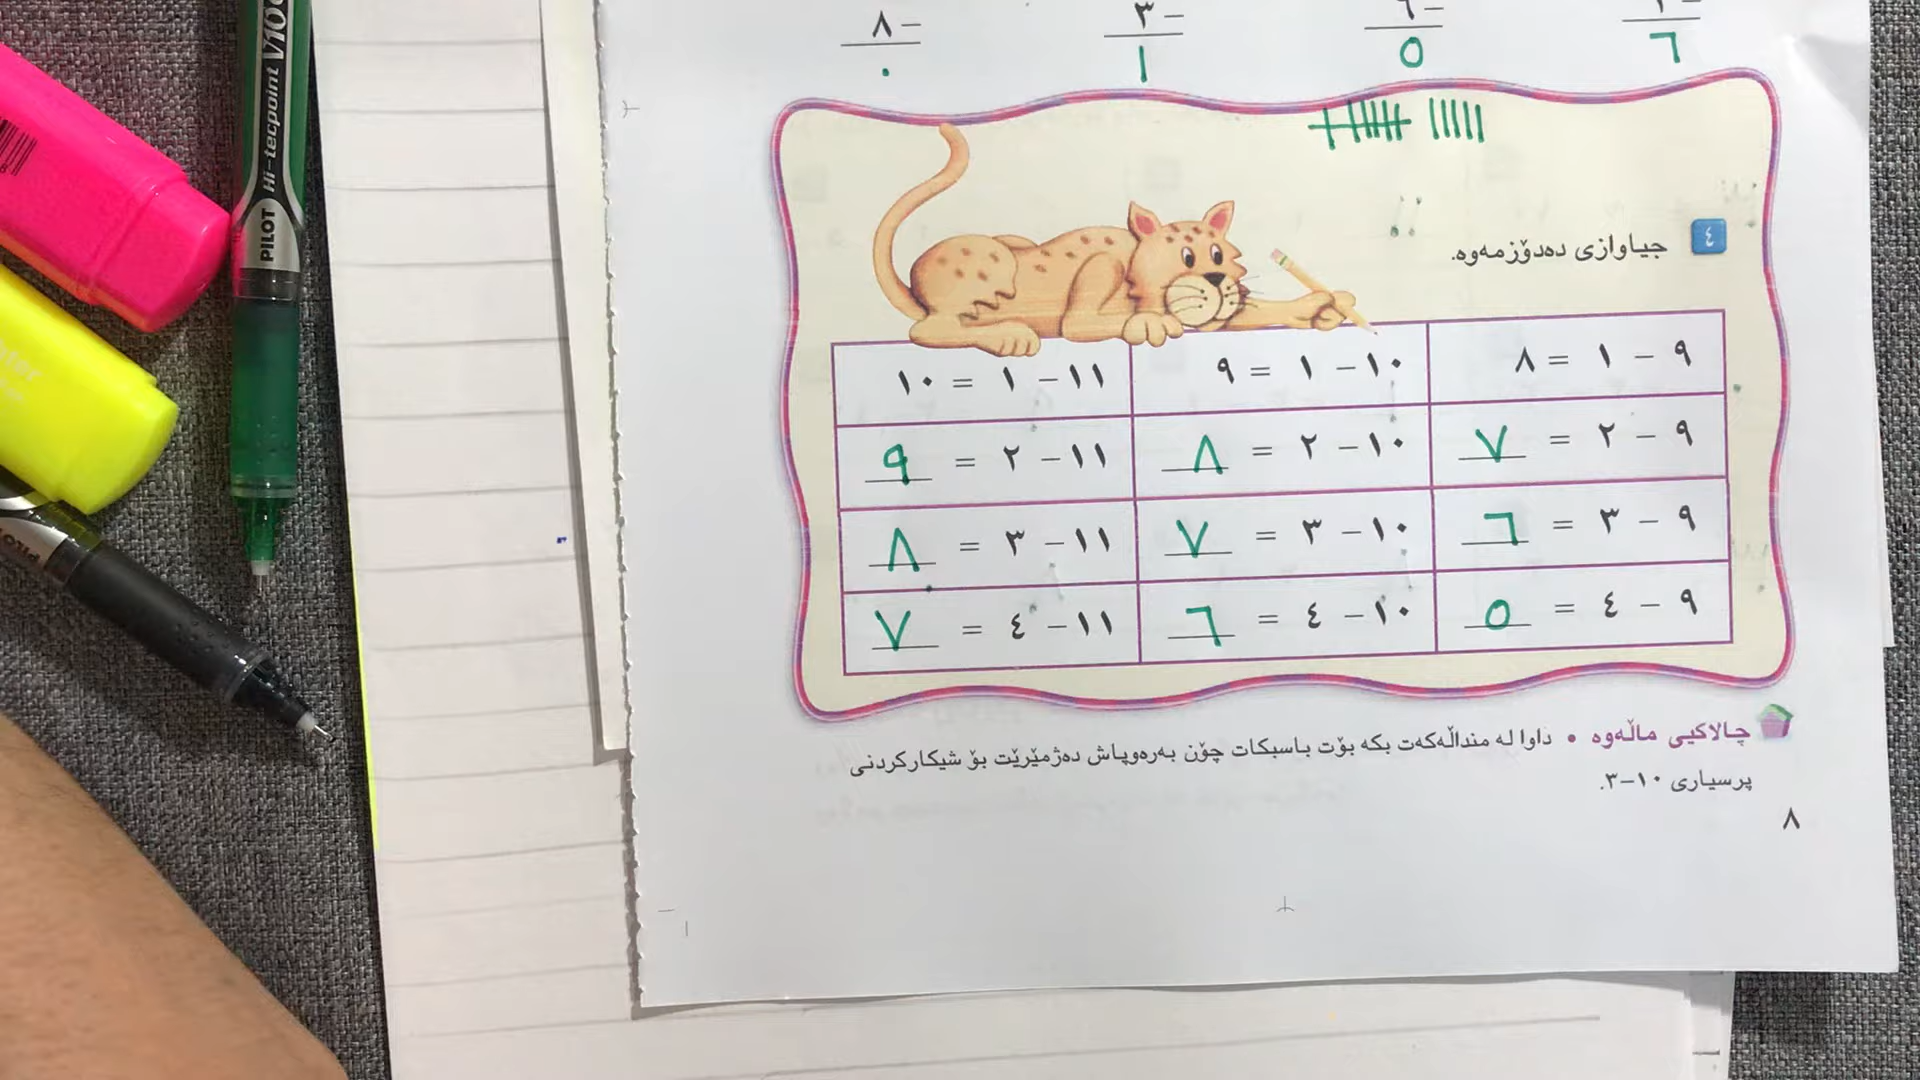 Hi-tecpoint V10
PILOT
٨ −
٣ −
٦ −
٠
١
٥
٦
٤ جیاوازی دەدۆزمەوە.
٩ − ١ = ٨
١٠ − ١ = ٩
١١ − ١ = ١٠
٩ − ٢ = ٧
١٠ − ٢ = ٨
١١ − ٢ = ٩
٩ − ٣ = ٦
١٠ − ٣ = ٧
١١ − ٣ = ٨
٩ − ٤ = ٥
١٠ − ٤ = ٦
١١ − ٤ = ٧
چالاکیی ماڵەوە • داوا لە منداڵەکەت بکە بۆت باسبکات چۆن بەرەوپاش دەژمێرێت بۆ شیکارکردنی
پرسیاری ١٠−٣.
٨